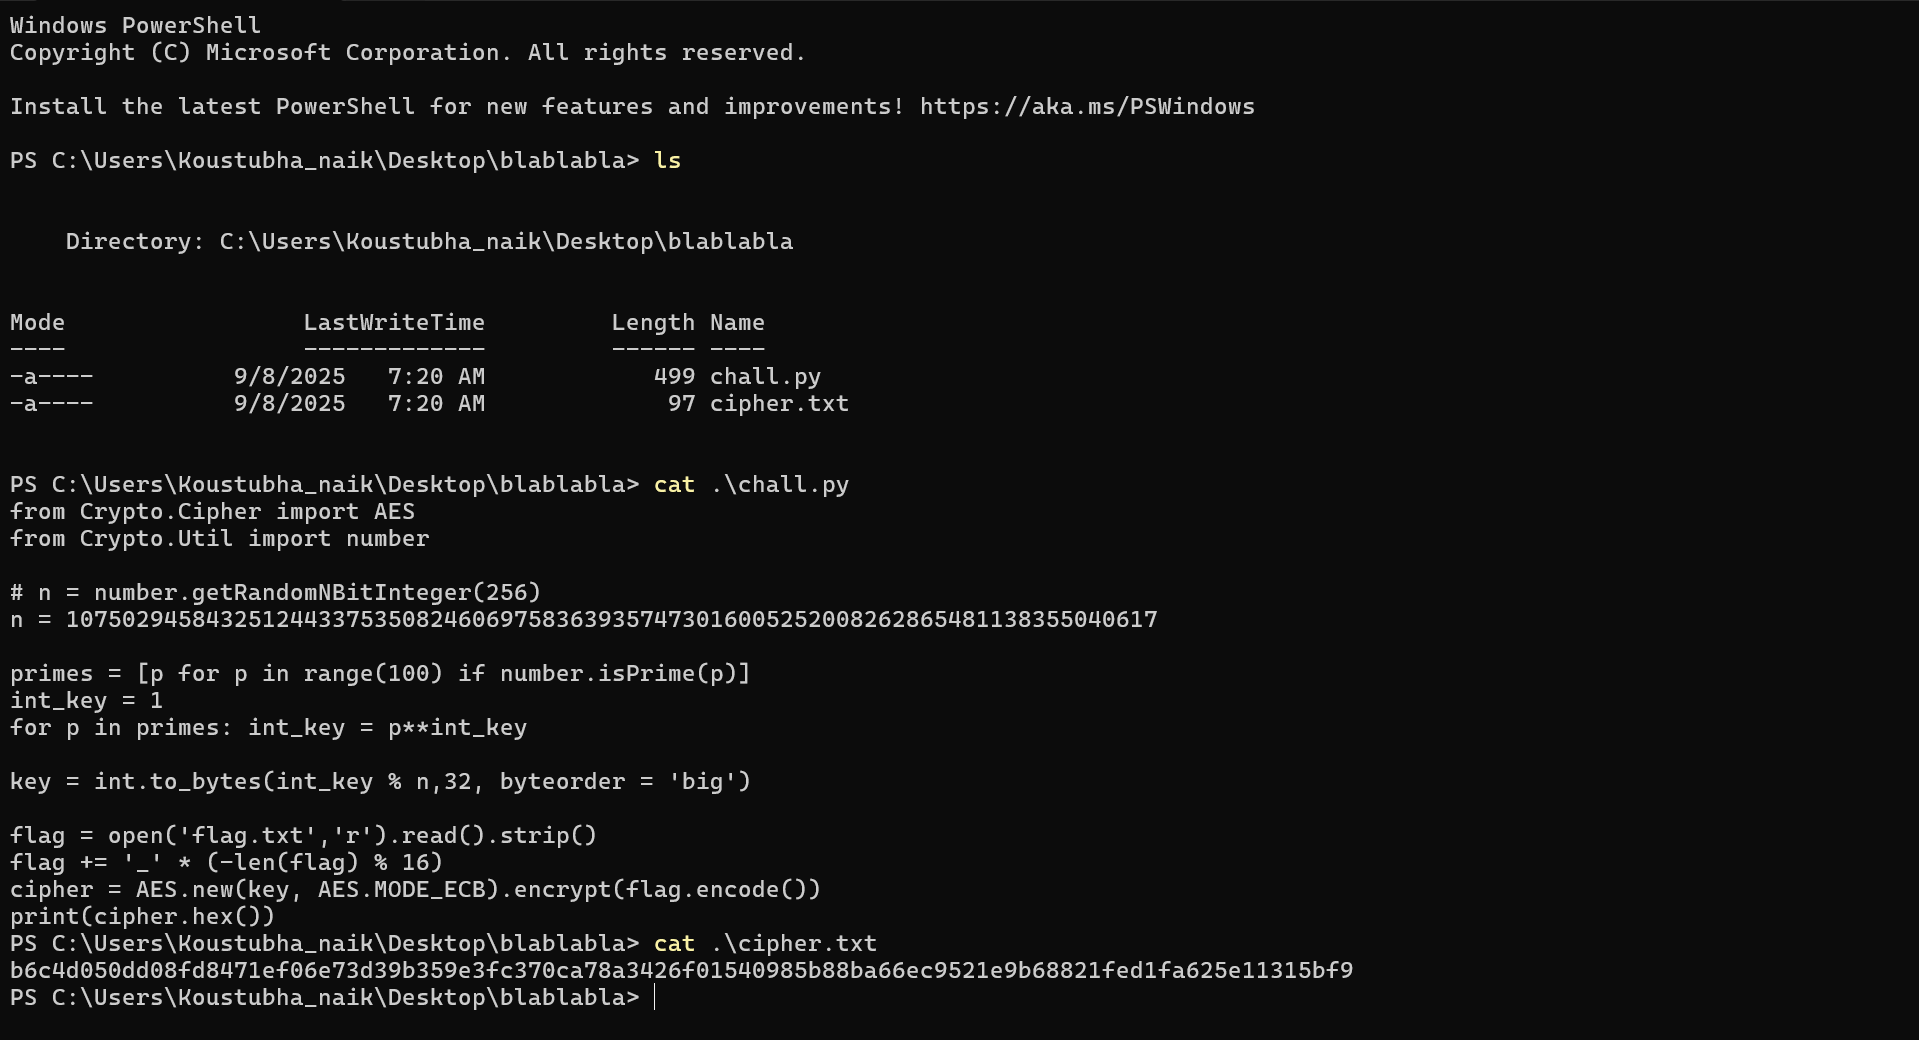 Windows PowerShell
Copyright (C) Microsoft Corporation. All rights reserved.
Install the latest PowerShell for new features and improvements! https://aka.ms/PSWindows
PS C:\Users\Koustubha_naik\Desktop\blablabla> ls
Directory: C:\Users\Koustubha_naik\Desktop\blablabla
Mode                 LastWriteTime         Length Name
----                 -------------         ------ ----
-a----          9/8/2025   7:20 AM            499 chall.py
-a----          9/8/2025   7:20 AM             97 cipher.txt
PS C:\Users\Koustubha_naik\Desktop\blablabla> cat .\chall.py
from Crypto.Cipher import AES
from Crypto.Util import number
# n = number.getRandomNBitInteger(256)
n = 107502945843251244337535082460697583639357473016005252008262865481138355040617
primes = [p for p in range(100) if number.isPrime(p)]
int_key = 1
for p in primes: int_key = p**int_key
key = int.to_bytes(int_key % n,32, byteorder = 'big')
flag = open('flag.txt','r').read().strip()
flag += '_' * (-len(flag) % 16)
cipher = AES.new(key, AES.MODE_ECB).encrypt(flag.encode())
print(cipher.hex())
PS C:\Users\Koustubha_naik\Desktop\blablabla> cat .\cipher.txt
b6c4d050dd08fd8471ef06e73d39b359e3fc370ca78a3426f01540985b88ba66ec9521e9b68821fed1fa625e11315bf9
PS C:\Users\Koustubha_naik\Desktop\blablabla>